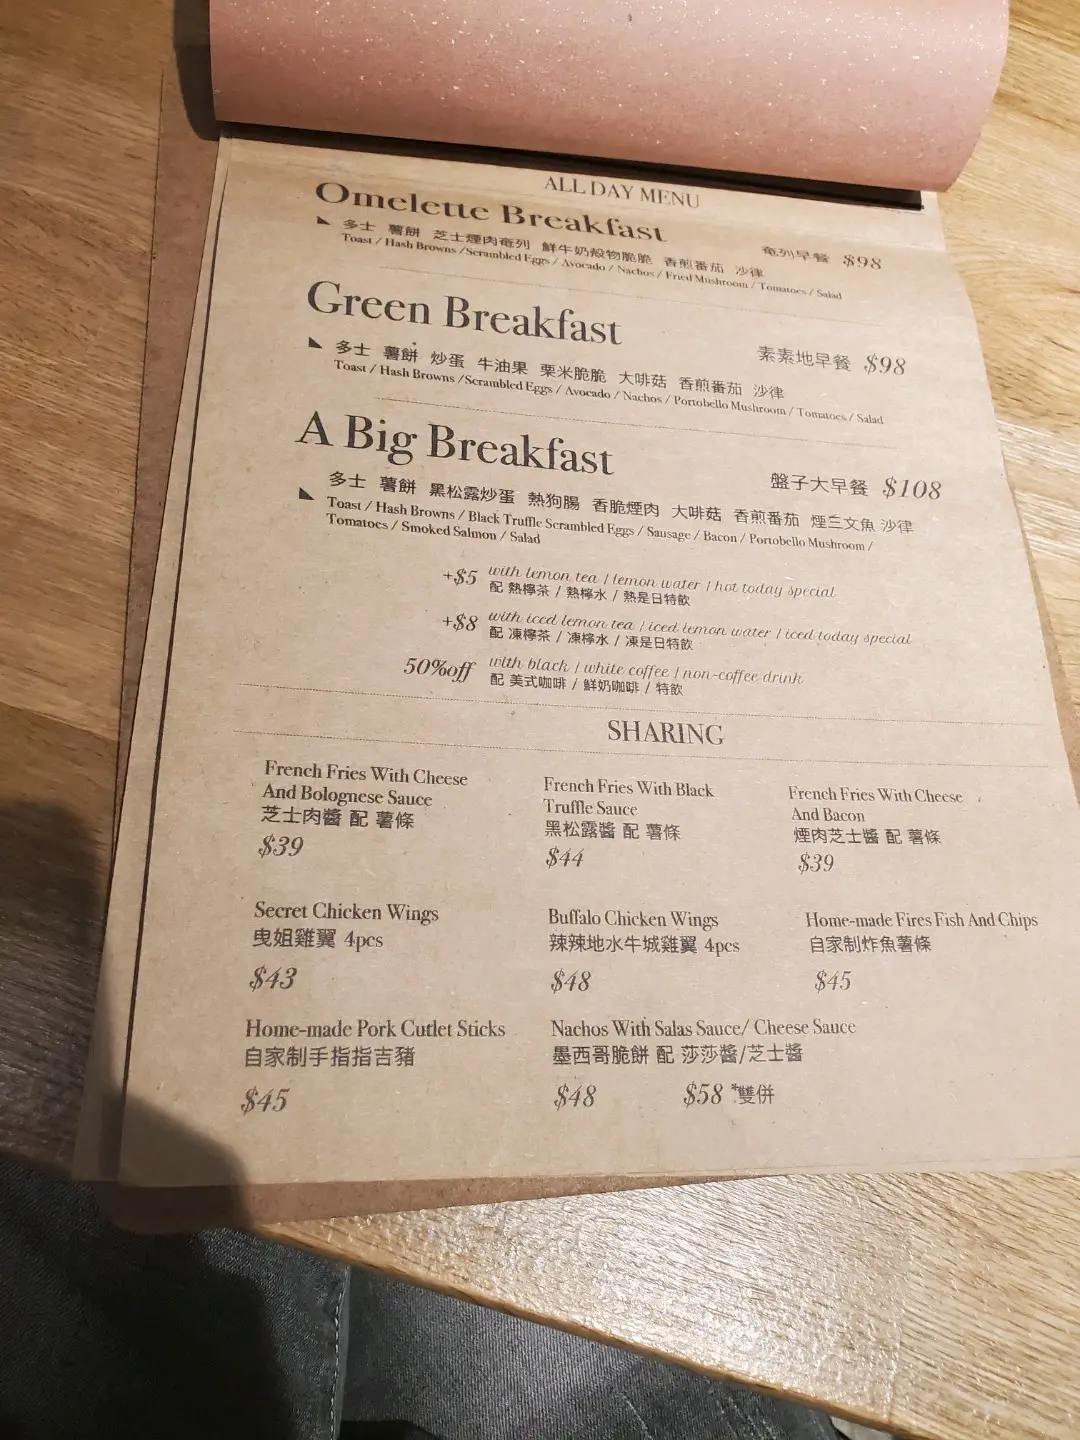 ALL DAY MENU
Omelette Breakfast
奄列早餐 $98
多士 薯餅 芝士煙肉奄列 鮮牛奶殼物脆脆 香煎番茄 沙律
Toast / Hash Browns /Scrambled Eggs / Avocado / Nachos / Fried Mushroom / Tomatoes / Salad
Green Breakfast
素素地早餐 $98
多士 薯餅 炒蛋 牛油果 栗米脆脆 大啡菇 香煎番茄 沙律
Toast / Hash Browns /Scrambled Eggs / Avocado / Nachos / Portobello Mushroom / Tomatoes / Salad
A Big Breakfast
盤子大早餐 $108
多士 薯餅 黑松露炒蛋 熱狗腸 香脆煙肉 大啡菇 香煎番茄 煙三文魚 沙律
Toast / Hash Browns / Black Truffle Scrambled Eggs / Sausage / Bacon / Portobello Mushroom /
Tomatoes / Smoked Salmon / Salad
+$5 with lemon tea / lemon water / hot today special
配 熱檸茶 / 熱檸水 / 熱是日特飲
+$8 with iced lemon tea / iced lemon water / iced today special
配 凍檸茶 / 凍檸水 / 凍是日特飲
50%off with black / white coffee / non-coffee drink
配 美式咖啡 / 鮮奶咖啡 / 特飲
SHARING
French Fries With Cheese
And Bolognese Sauce
芝士肉醬 配 薯條
$39
French Fries With Black
Truffle Sauce
黑松露醬 配 薯條
$44
French Fries With Cheese
And Bacon
煙肉芝士醬 配 薯條
$39
Secret Chicken Wings
曳姐雞翼 4pcs
$43
Buffalo Chicken Wings
辣辣地水牛城雞翼 4pcs
$48
Home-made Fires Fish And Chips
自家制炸魚薯條
$45
Home-made Pork Cutlet Sticks
自家制手指指吉豬
$45
Nachos With Salas Sauce/ Cheese Sauce
墨西哥脆餅 配 莎莎醬/芝士醬
$48 $58 *雙併